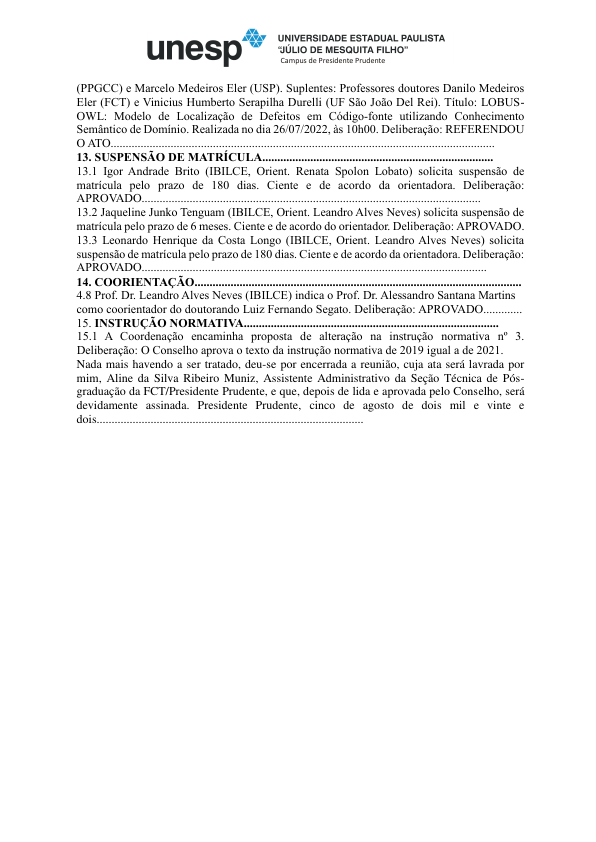 unesp
UNIVERSIDADE ESTADUAL PAULISTA
“JÚLIO DE MESQUITA FILHO”
Campus de Presidente Prudente
(PPGCC) e Marcelo Medeiros Eler (USP). Suplentes: Professores doutores Danilo Medeiros
Eler (FCT) e Vinicius Humberto Serapilha Durelli (UF São João Del Rei). Título: LOBUS-
OWL: Modelo de Localização de Defeitos em Código-fonte utilizando Conhecimento
Semântico de Domínio. Realizada no dia 26/07/2022, às 10h00. Deliberação: REFERENDOU
O ATO................................................................................................................................
13. SUSPENSÃO DE MATRÍCULA.............................................................................
13.1 Igor Andrade Brito (IBILCE, Orient. Renata Spolon Lobato) solicita suspensão de
matrícula pelo prazo de 180 dias. Ciente e de acordo da orientadora. Deliberação:
APROVADO.................................................................................................................
13.2 Jaqueline Junko Tenguam (IBILCE, Orient. Leandro Alves Neves) solicita suspensão de
matrícula pelo prazo de 6 meses. Ciente e de acordo do orientador. Deliberação: APROVADO.
13.3 Leonardo Henrique da Costa Longo (IBILCE, Orient. Leandro Alves Neves) solicita
suspensão de matrícula pelo prazo de 180 dias. Ciente e de acordo da orientadora. Deliberação:
APROVADO...................................................................................................................
14. COORIENTAÇÃO.............................................................................................................
4.8 Prof. Dr. Leandro Alves Neves (IBILCE) indica o Prof. Dr. Alessandro Santana Martins
como coorientador do doutorando Luiz Fernando Segato. Deliberação: APROVADO.............
15. INSTRUÇÃO NORMATIVA.....................................................................................
15.1 A Coordenação encaminha proposta de alteração na instrução normativa nº 3.
Deliberação: O Conselho aprova o texto da instrução normativa de 2019 igual a de 2021.
Nada mais havendo a ser tratado, deu-se por encerrada a reunião, cuja ata será lavrada por
mim, Aline da Silva Ribeiro Muniz, Assistente Administrativo da Seção Técnica de Pós-
graduação da FCT/Presidente Prudente, e que, depois de lida e aprovada pelo Conselho, será
devidamente assinada. Presidente Prudente, cinco de agosto de dois mil e vinte e
dois.........................................................................................